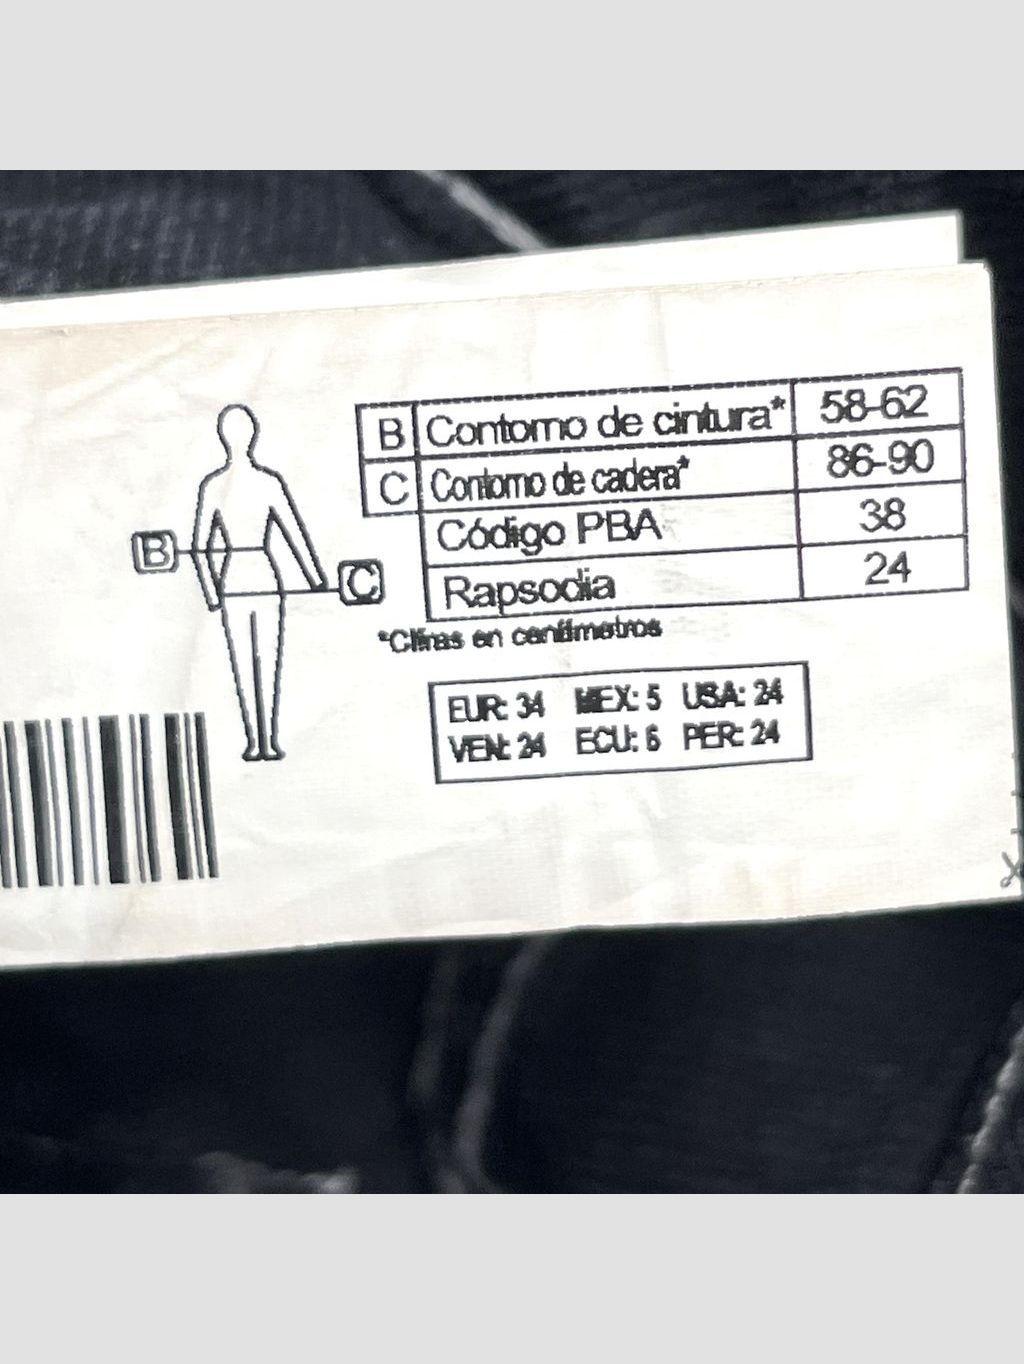 B Contorno de cintura* 58-62
C Contorno de cadera* 86-90
Código PBA 38
Rapsodia 24
*Cifras en centímetros
B
C
EUR: 34 MEX: 5 USA: 24
VEN: 24 ECU: 6 PER: 24